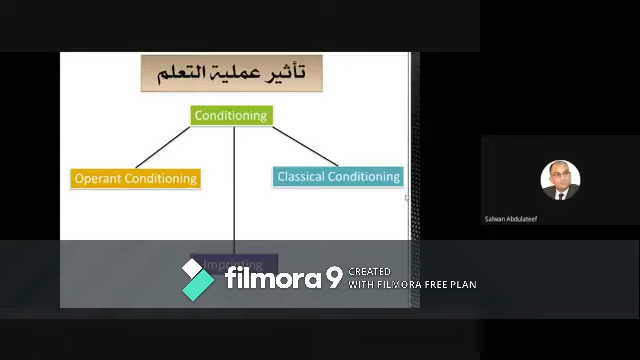 تأثير عملية التعلم
Conditioning
Operant Conditioning
Classical Conditioning
Imprinting
Salwan Abdulateef
filmora 9
CREATED
WITH FILMORA FREE PLAN